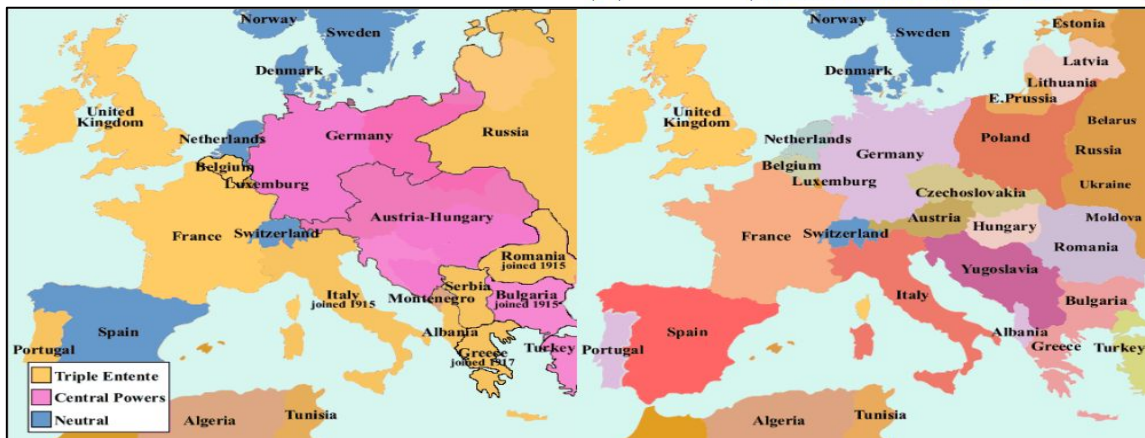 Norway
Sweden
Denmark
United
Kingdom
Netherlands
Belgium
Luxemburg
Germany
Russia
Austria-Hungary
France
Switzerland
Romania
joined 1915
Serbia
Italy
joined 1915
Montenegro
Bulgaria
joined 1915
Spain
Portugal
Albania
Greece
joined 1917
Turkey
Triple Entente
Central Powers
Neutral
Algeria
Tunisia
Norway
Sweden
Estonia
Latvia
Denmark
Lithuania
E.Prussia
United
Kingdom
Netherlands
Belgium
Luxemburg
Germany
Poland
Belarus
Russia
Czechoslovakia
Ukraine
Austria
Moldova
Switzerland
Hungary
France
Romania
Yugoslavia
Italy
Bulgaria
Spain
Portugal
Albania
Greece
Turkey
Algeria
Tunisia